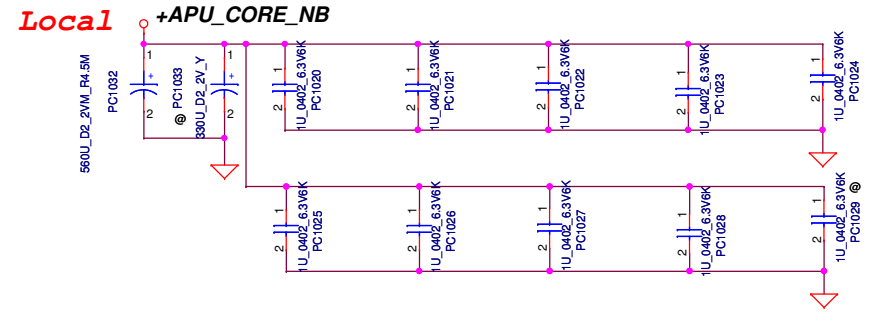 Local
+APU_CORE_NB
560U_D2_2VM_R4.5M
PC1032
1
+
2
@ PC1033
330U_D2_2V_Y
1
+
2
1
2
1U_0402_6.3V6K
PC1020
1
2
1U_0402_6.3V6K
PC1021
1
2
1U_0402_6.3V6K
PC1022
1
2
1U_0402_6.3V6K
PC1023
1
2
1U_0402_6.3V6K
PC1024
1
2
1U_0402_6.3V6K
PC1025
1
2
1U_0402_6.3V6K
PC1026
1
2
1U_0402_6.3V6K
PC1027
1
2
1U_0402_6.3V6K
PC1028
1
2
1U_0402_6.3V6K
PC1029 @